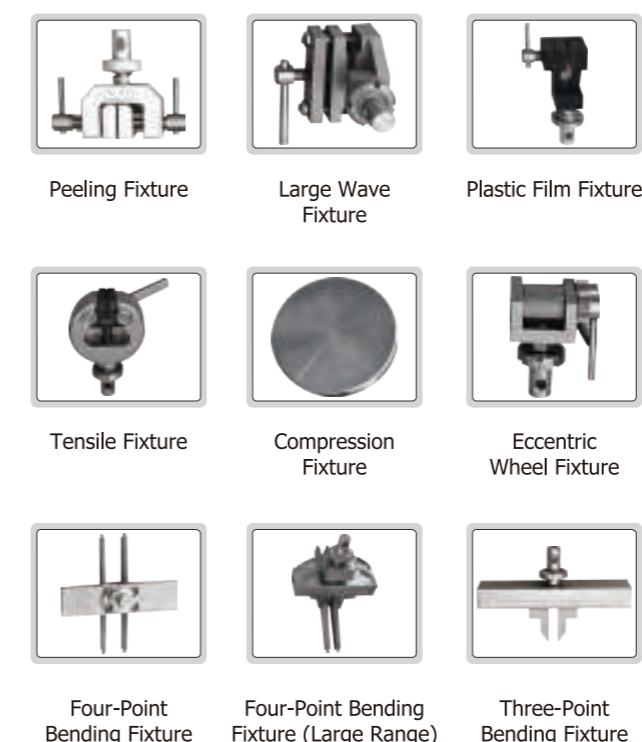 Peeling Fixture
Large Wave
Fixture
Plastic Film Fixture
Tensile Fixture
Compression
Fixture
Eccentric
Wheel Fixture
Four-Point
Bending Fixture
Four-Point Bending
Fixture (Large Range)
Three-Point
Bending Fixture